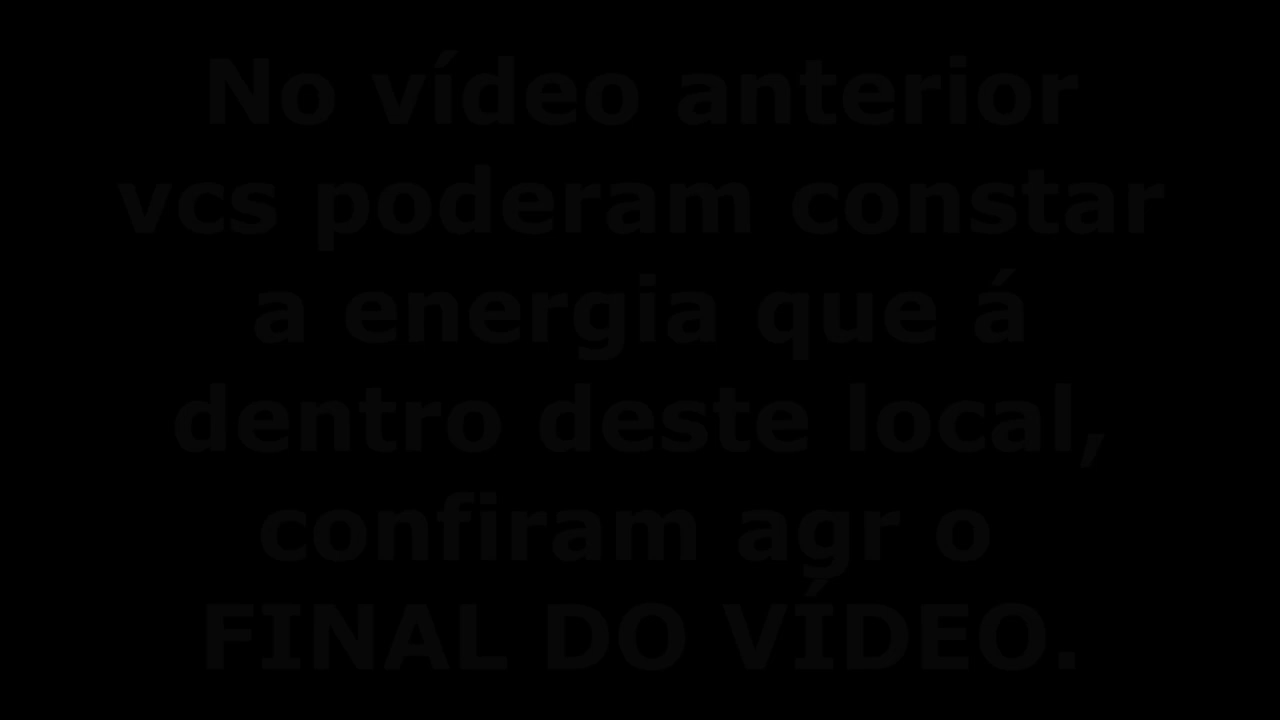 No vídeo anterior
vcs poderam constar
a energia que á
dentro deste local,
confiram agr o
FINAL DO VÍDEO.